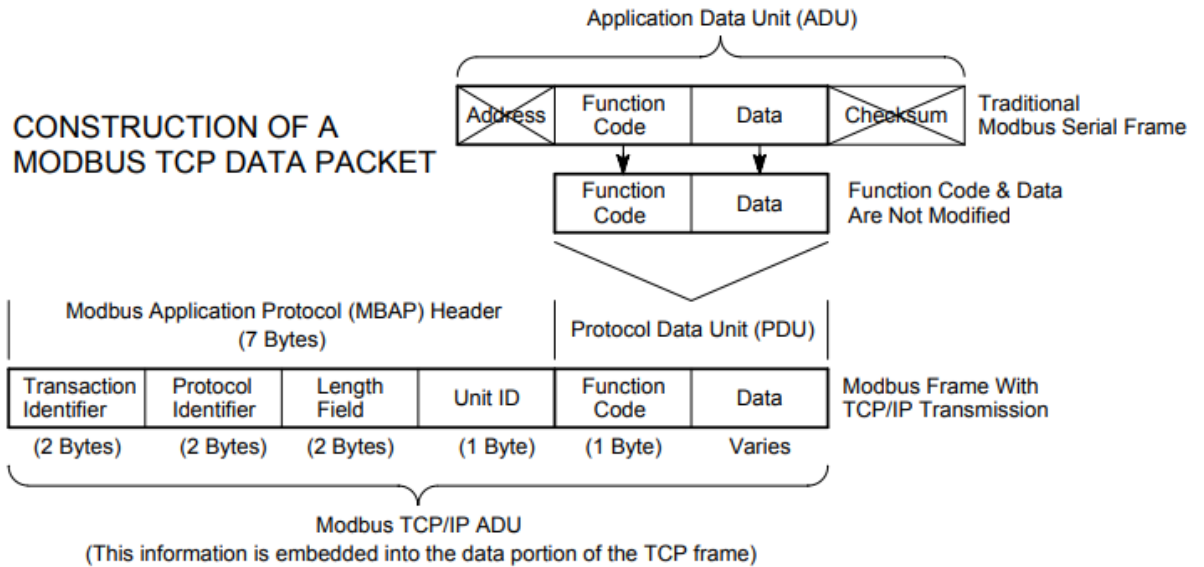 Application Data Unit (ADU)
CONSTRUCTION OF A
MODBUS TCP DATA PACKET
Address
Function
Code
Data
Checksum
Traditional
Modbus Serial Frame
Function
Code
Data
Function Code & Data
Are Not Modified
Modbus Application Protocol (MBAP) Header
(7 Bytes)
Protocol Data Unit (PDU)
Transaction
Identifier
Protocol
Identifier
Length
Field
Unit ID
Function
Code
Data
Modbus Frame With
TCP/IP Transmission
(2 Bytes)
(2 Bytes)
(2 Bytes)
(1 Byte)
(1 Byte)
Varies
Modbus TCP/IP ADU
(This information is embedded into the data portion of the TCP frame)